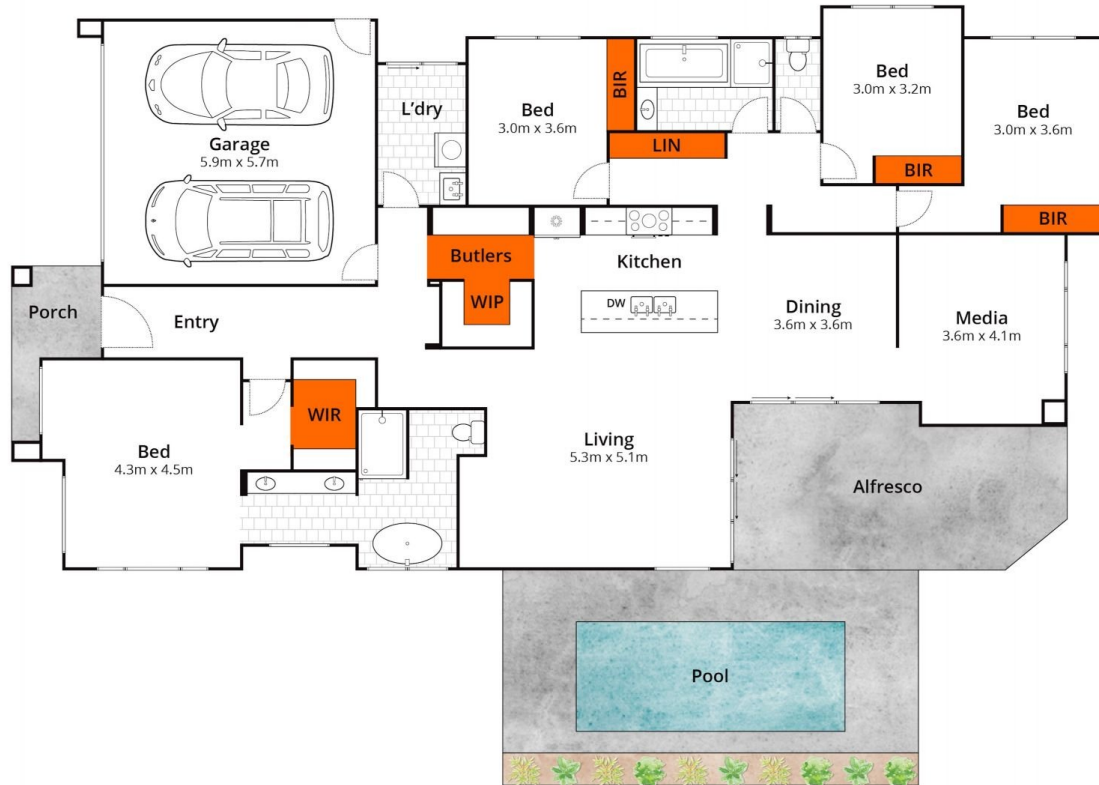 Garage
5.9m x 5.7m
L'dry
Bed
3.0m x 3.6m
BIR
LIN
Bed
3.0m x 3.2m
BIR
Bed
3.0m x 3.6m
BIR
Butlers
WIP
Kitchen
DW
Dining
3.6m x 3.6m
Media
3.6m x 4.1m
Porch
Entry
WIR
Bed
4.3m x 4.5m
Living
5.3m x 5.1m
Alfresco
Pool